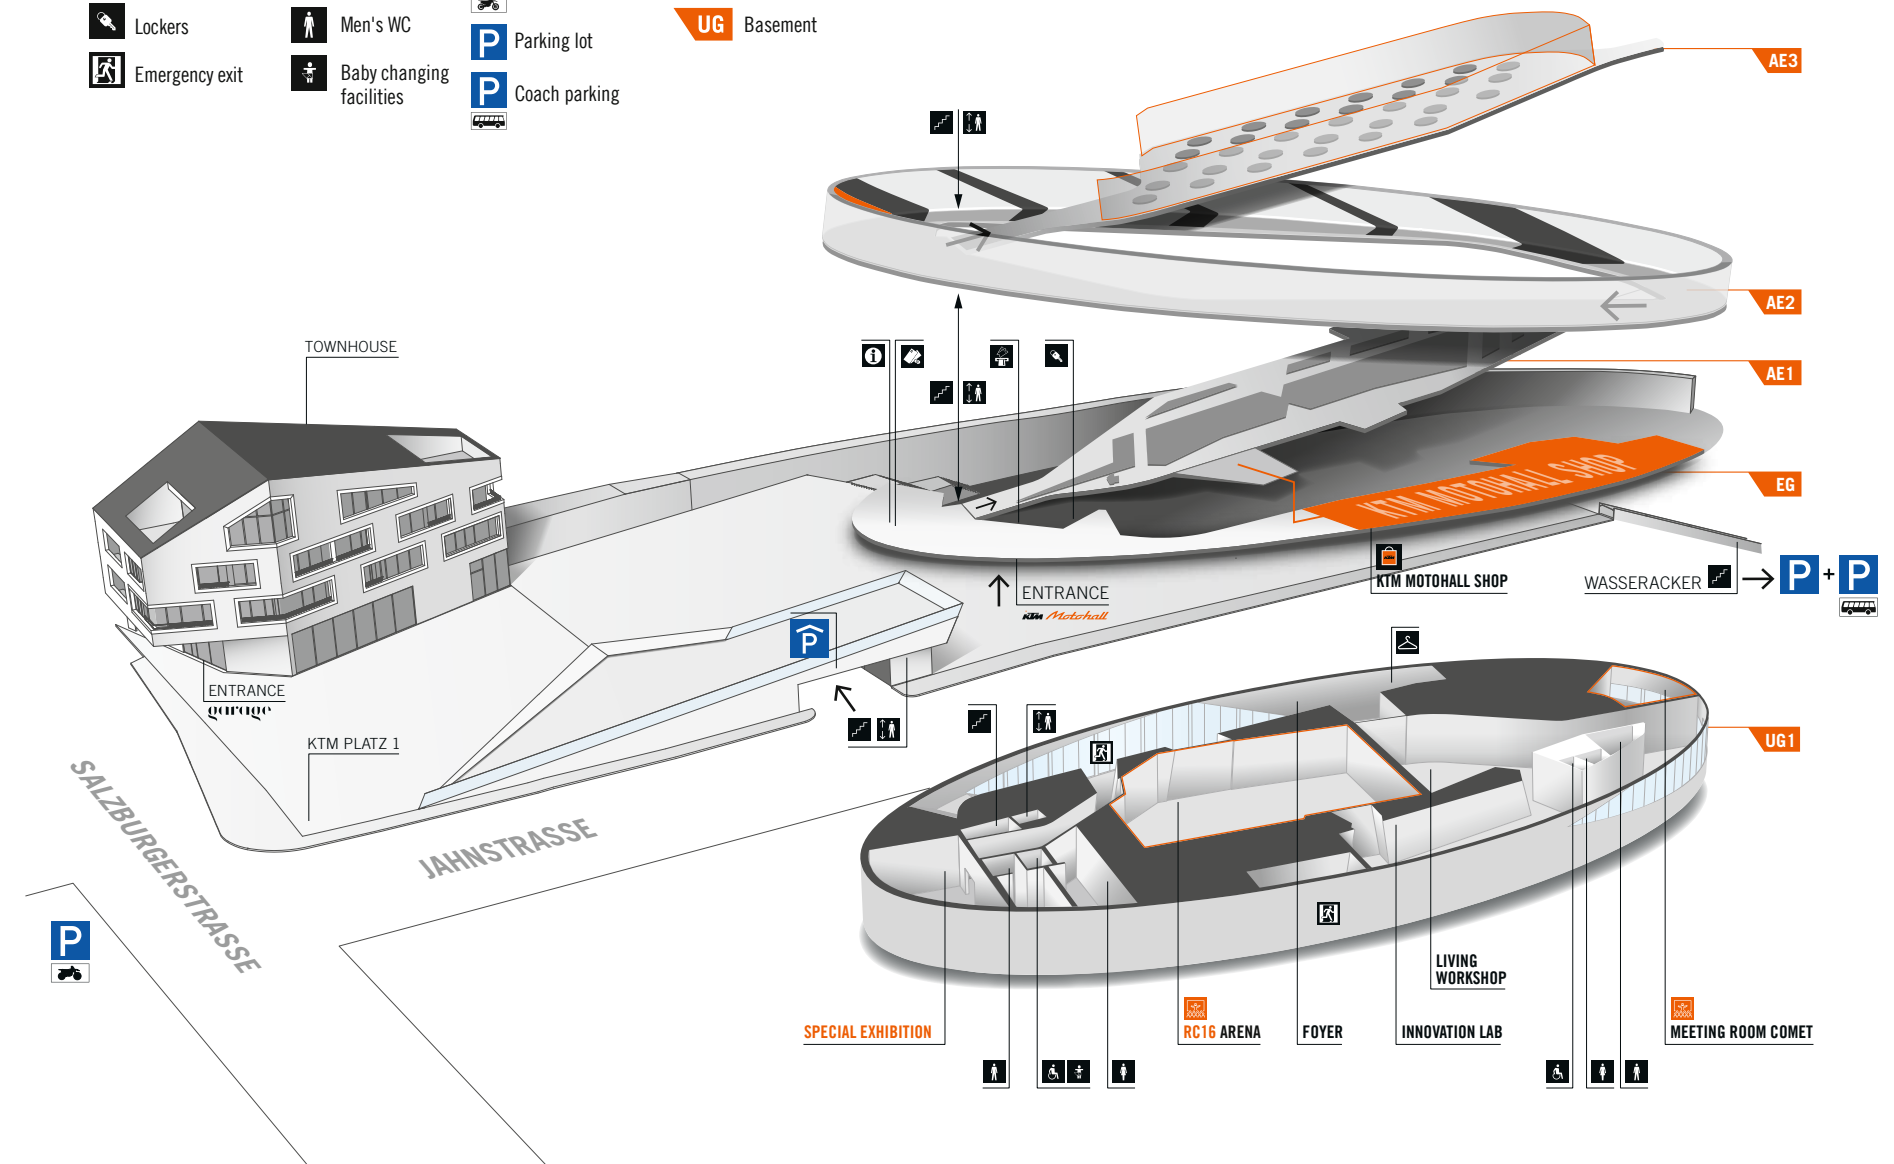 Lockers
Men's WC
Parking lot
UG Basement
Emergency exit
Baby changing
facilities
P
P
Coach parking
AE3
AE2
TOWNHOUSE
AE1
KTM MOTOHALL SHOP
EG
KTM MOTOHALL SHOP
WASSERACKER
P + P
ENTRANCE
KTM Motohall
P
ENTRANCE
garage
KTM PLATZ 1
UG1
SALZBURGERSTRASSE
JAHNSTRASSE
P
LIVING
WORKSHOP
SPECIAL EXHIBITION
RC16 ARENA
FOYER
INNOVATION LAB
MEETING ROOM COMET